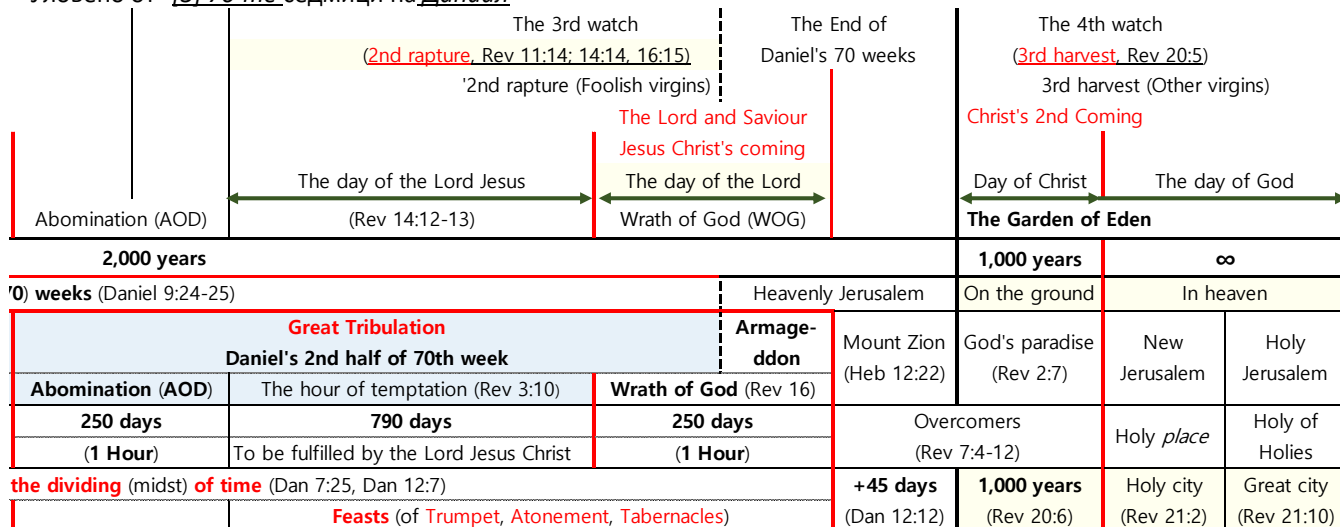 (of) 70 the седмиця на Даниил
The 3rd watch The End of The 4th watch
(2nd rapture, Rev 11:14; 14:14, 16:15) Daniel's 70 weeks (3rd harvest, Rev 20:5)
'2nd rapture (Foolish virgins) 3rd harvest (Other virgins)
The Lord and Saviour Christ's 2nd Coming
Jesus Christ's coming
The day of the Lord Jesus The day of the Lord Day of Christ The day of God
Abomination (AOD) (Rev 14:12-13) Wrath of God (WOG) The Garden of Eden
2,000 years 1,000 years ∞
70) weeks (Daniel 9:24-25) Heavenly Jerusalem On the ground In heaven
Great Tribulation Armage-
Daniel's 2nd half of 70th week ddon
Mount Zion God's paradise New Holy
(Heb 12:22) (Rev 2:7) Jerusalem Jerusalem
Abomination (AOD) The hour of temptation (Rev 3:10) Wrath of God (Rev 16)
250 days 790 days 250 days Overcomers Holy place Holy of
(1 Hour) To be fulfilled by the Lord Jesus Christ (1 Hour) (Rev 7:4-12) Holies
the dividing (midst) of time (Dan 7:25, Dan 12:7) +45 days 1,000 years Holy city Great city
Feasts (of Trumpet, Atonement, Tabernacles) (Dan 12:12) (Rev 20:6) (Rev 21:2) (Rev 21:10)